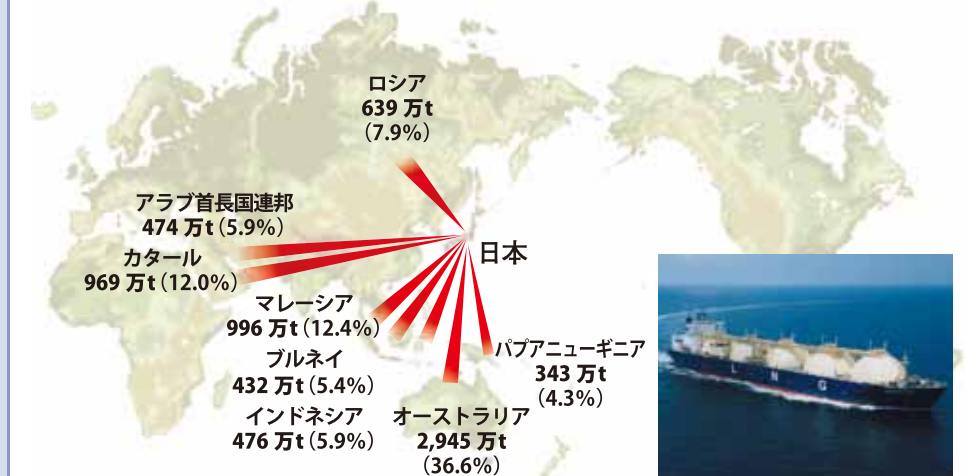 ロシア
639 万t
(7.9%)
アラブ首長国連邦
474 万t(5.9%)
カタール
969 万t(12.0%)
日本
マレーシア
996 万t(12.4%)
ブルネイ
432 万t(5.4%)
インドネシア
476 万t(5.9%)
オーストラリア
2,945 万t
(36.6%)
パプアニューギニア
343 万t
(4.3%)
L N G